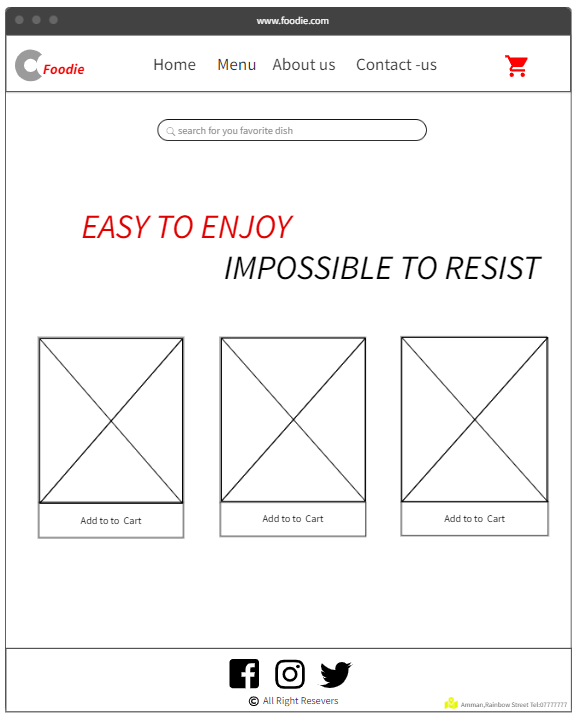 www.foodie.com
Foodie Home Menu About us Contact -us
search for you favorite dish
EASY TO ENJOY
IMPOSSIBLE TO RESIST
Add to to Cart Add to to Cart Add to to Cart
© All Right Resevers
Amman,Rainbow Street Tel:07777777